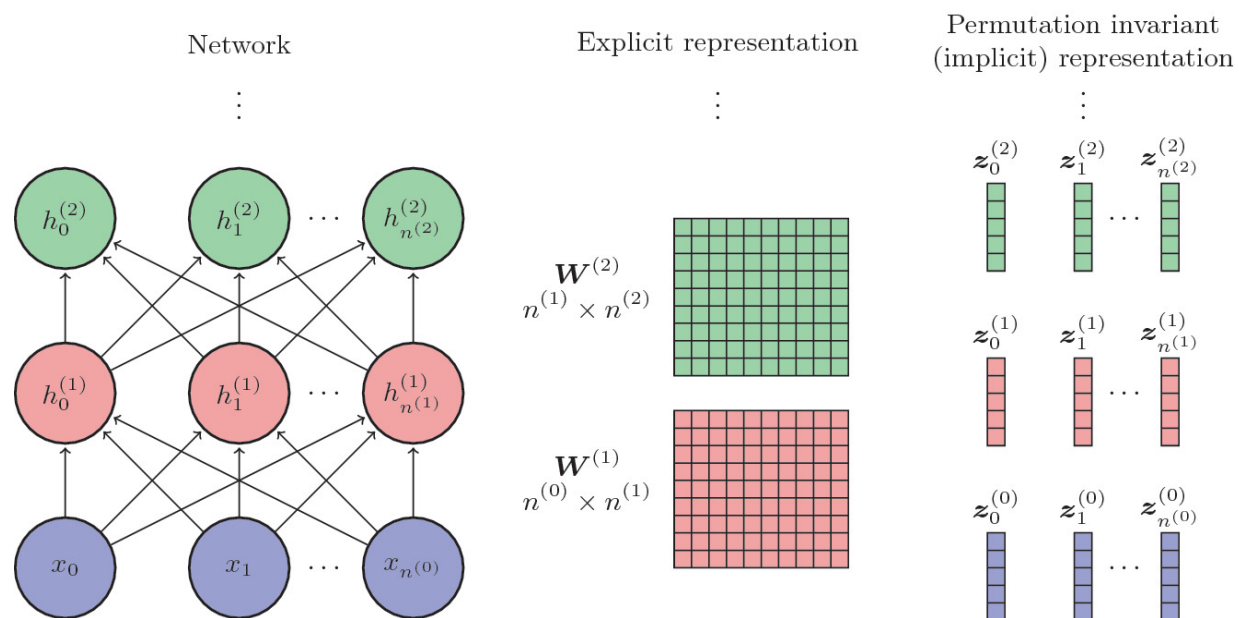 Network
Explicit representation
Permutation invariant
(implicit) representation
⋮ ⋮ ⋮
z_0^{(2)} z_1^{(2)} z_{n^{(2)}}^{(2)}
h_0^{(2)} h_1^{(2)} ⋯ h_{n^{(2)}}^{(2)}
⋯
W^{(2)}
n^{(1)} × n^{(2)}
z_0^{(1)} z_1^{(1)} z_{n^{(1)}}^{(1)}
h_0^{(1)} h_1^{(1)} ⋯ h_{n^{(1)}}^{(1)}
⋯
W^{(1)}
n^{(0)} × n^{(1)}
z_0^{(0)} z_1^{(0)} z_{n^{(0)}}^{(0)}
x_0 x_1 ⋯ x_{n^{(0)}}
⋯